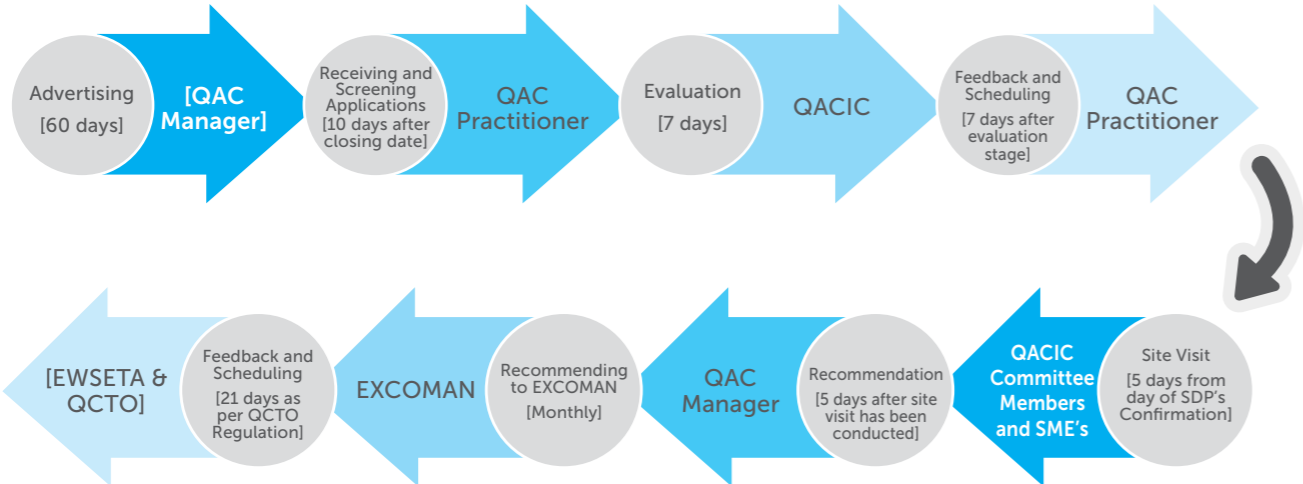 Advertising
[60 days]
[QAC
Manager]
Receiving and
Screening
Applications
[10 days after
closing date]
QAC
Practitioner
Evaluation
[7 days]
QACIC
Feedback and
Scheduling
[7 days after
evaluation
stage]
QAC
Practitioner
Site Visit
[5 days from
day of SDP's
Confirmation]
QACIC
Committee
Members
and SME's
Recommendation
[5 days after site
visit has been
conducted]
QAC
Manager
Recommending
to EXCOMAN
[Monthly]
EXCOMAN
Feedback and
Scheduling
[21 days as
per QCTO
Regulation]
[EWSETA &
QCTO]